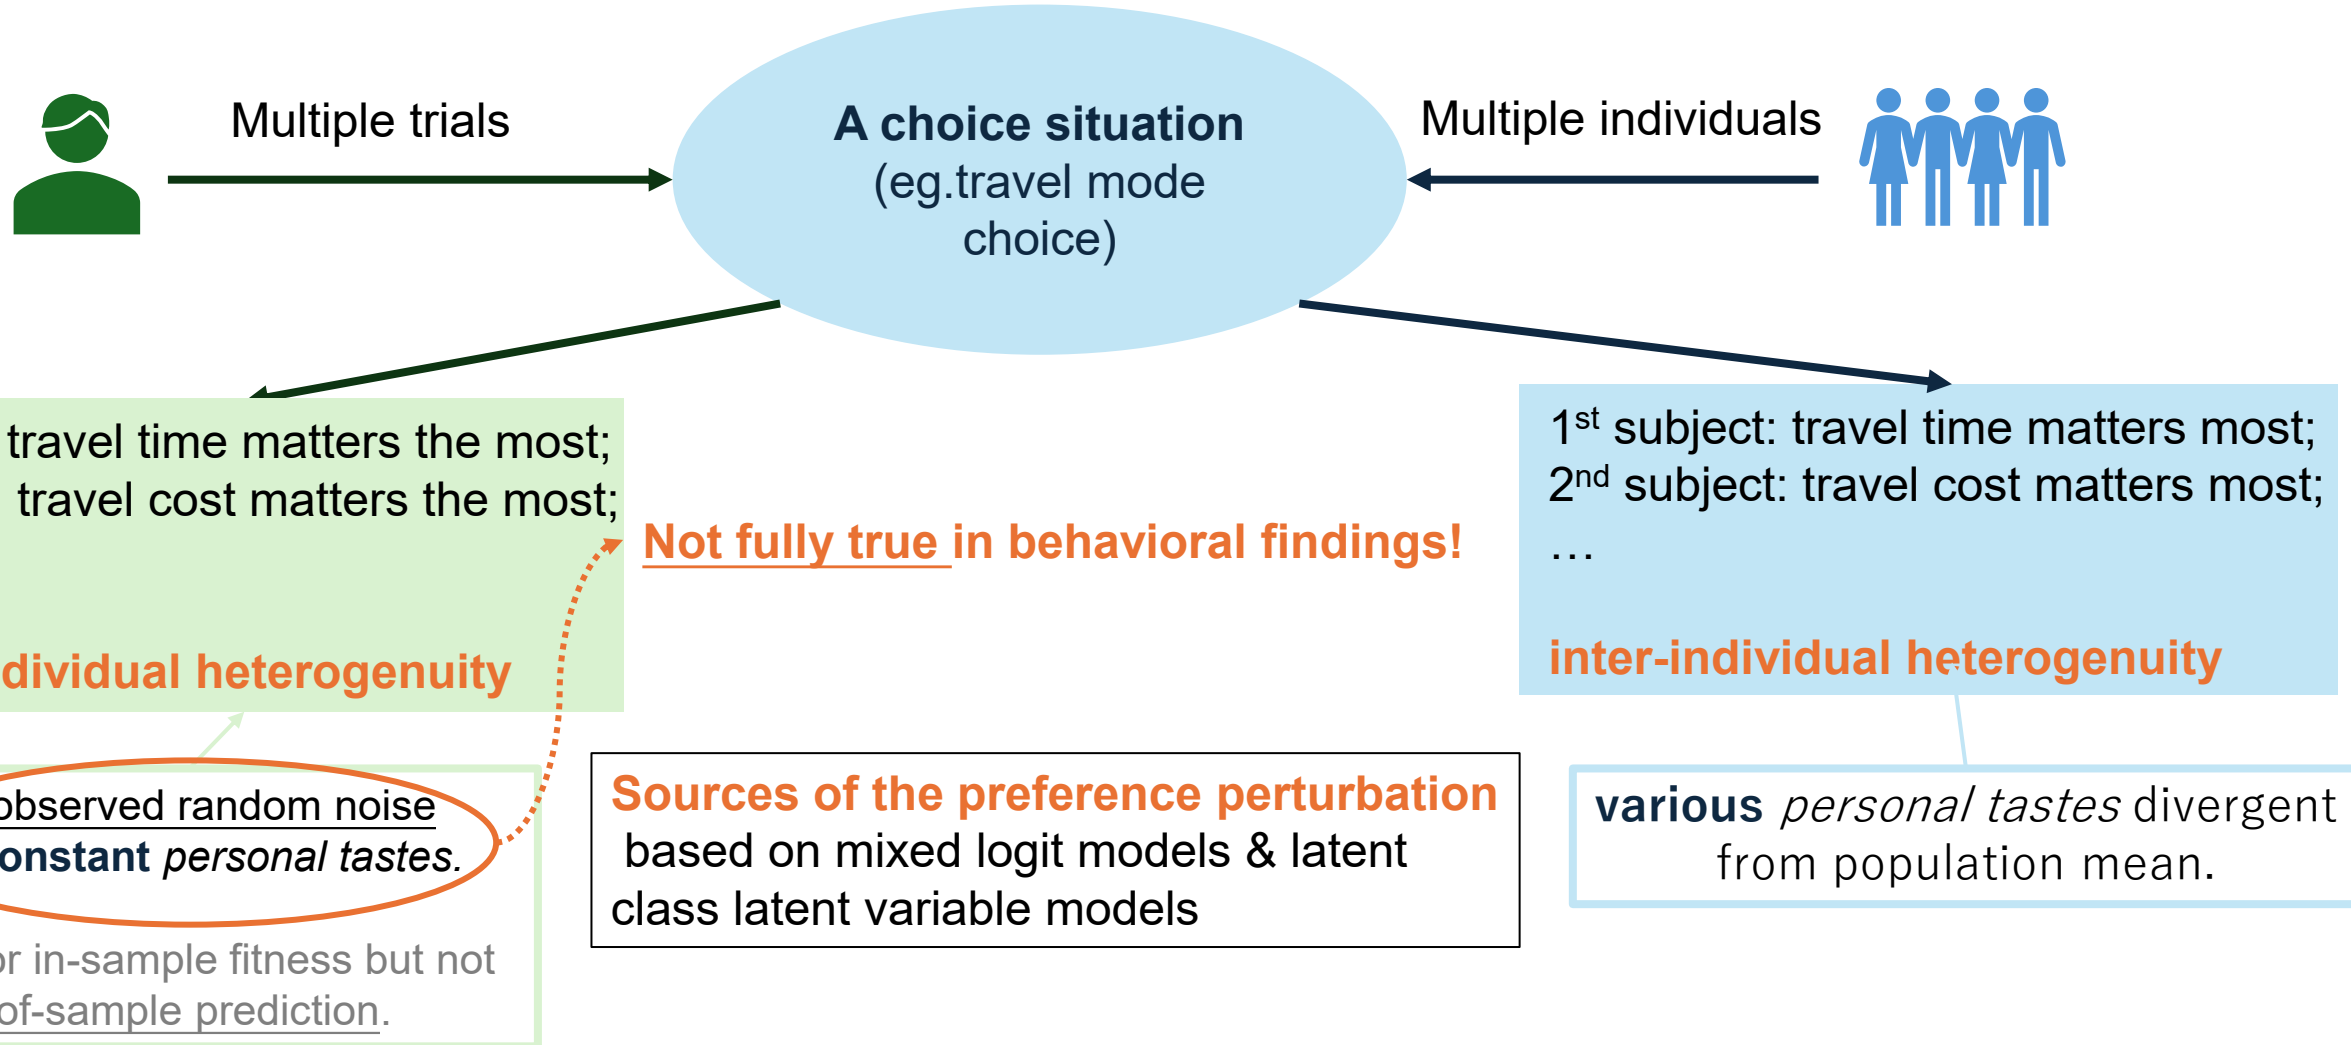 Multiple trials
A choice situation
(eg.travel mode
choice)
Multiple individuals
travel time matters the most;
travel cost matters the most;
dividual heterogenuity
observed random noise
onstant personal tastes.
or in-sample fitness but not
of-sample prediction.
Not fully true in behavioral findings!
Sources of the preference perturbation
based on mixed logit models & latent
class latent variable models
1st subject: travel time matters most;
2nd subject: travel cost matters most;
…
inter-individual heterogenuity
various personal tastes divergent
from population mean.